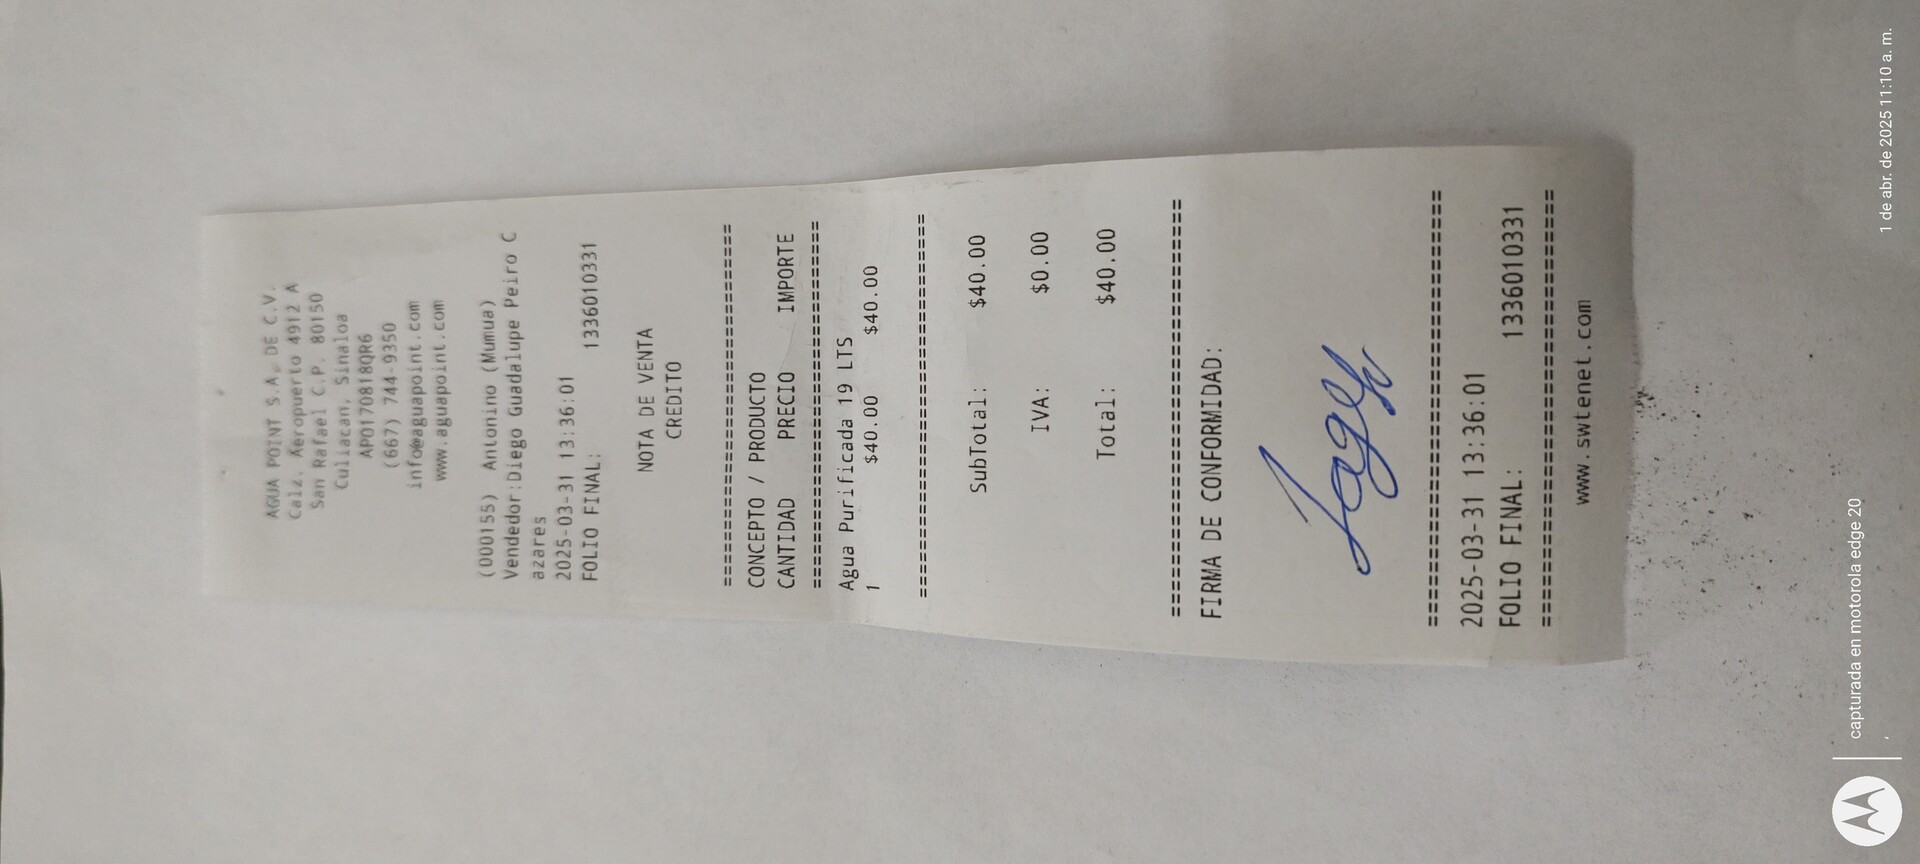 AGUA POINT S.A. DE C.V.
Calz. Aeropuerto 4912 A
San Rafael C.P. 80150
Culiacan, Sinaloa
APO170818QR6
(667) 744-9350
info@aguapoint.com
www.aguapoint.com
(000155) Antonino (Mumua)
Vendedor:Diego Guadalupe Peiro C
azares
2025-03-31 13:36:01
FOLIO FINAL: 1336010331
NOTA DE VENTA
CREDITO
================================
CONCEPTO / PRODUCTO
CANTIDAD PRECIO IMPORTE
================================
Agua Purificada 19 LTS
1 $40.00 $40.00
================================
SubTotal: $40.00
IVA: $0.00
Total: $40.00
================================
FIRMA DE CONFORMIDAD:
================================
2025-03-31 13:36:01
FOLIO FINAL: 1336010331
================================
www.swtenet.com
capturada en motorola edge 20
1 de abr. de 2025 11:10 a. m.